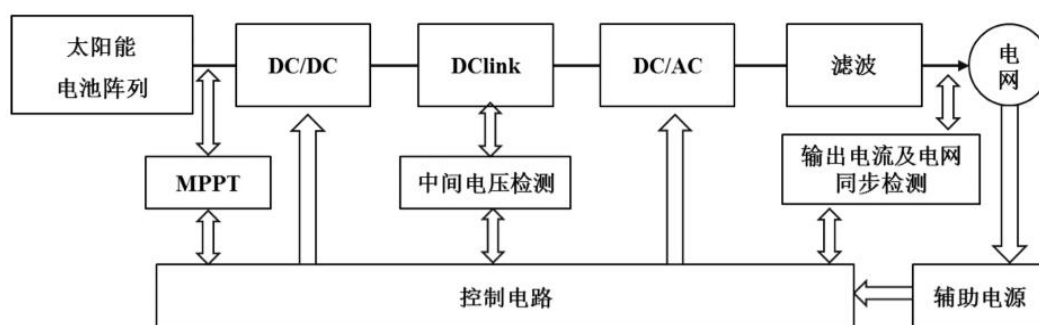 太阳能
电池阵列
DC/DC
DClink
DC/AC
滤波
电
网
MPPT
中间电压检测
输出电流及电网
同步检测
控制电路
辅助电源